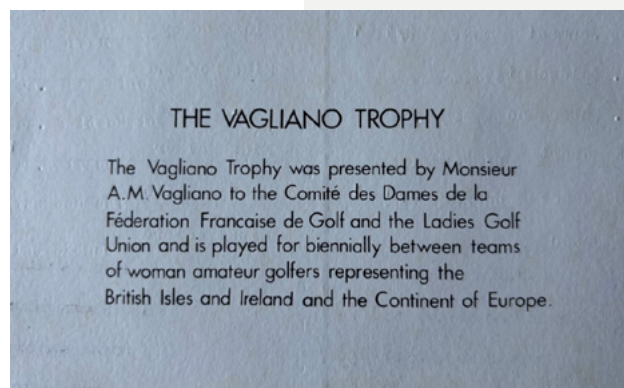 THE VAGLIANO TROPHY
The Vagliano Trophy was presented by Monsieur
A.M. Vagliano to the Comité des Dames de la
Féderation Francaise de Golf and the Ladies Golf
Union and is played for biennially between teams
of woman amateur golfers representing the
British Isles and Ireland and the Continent of Europe.